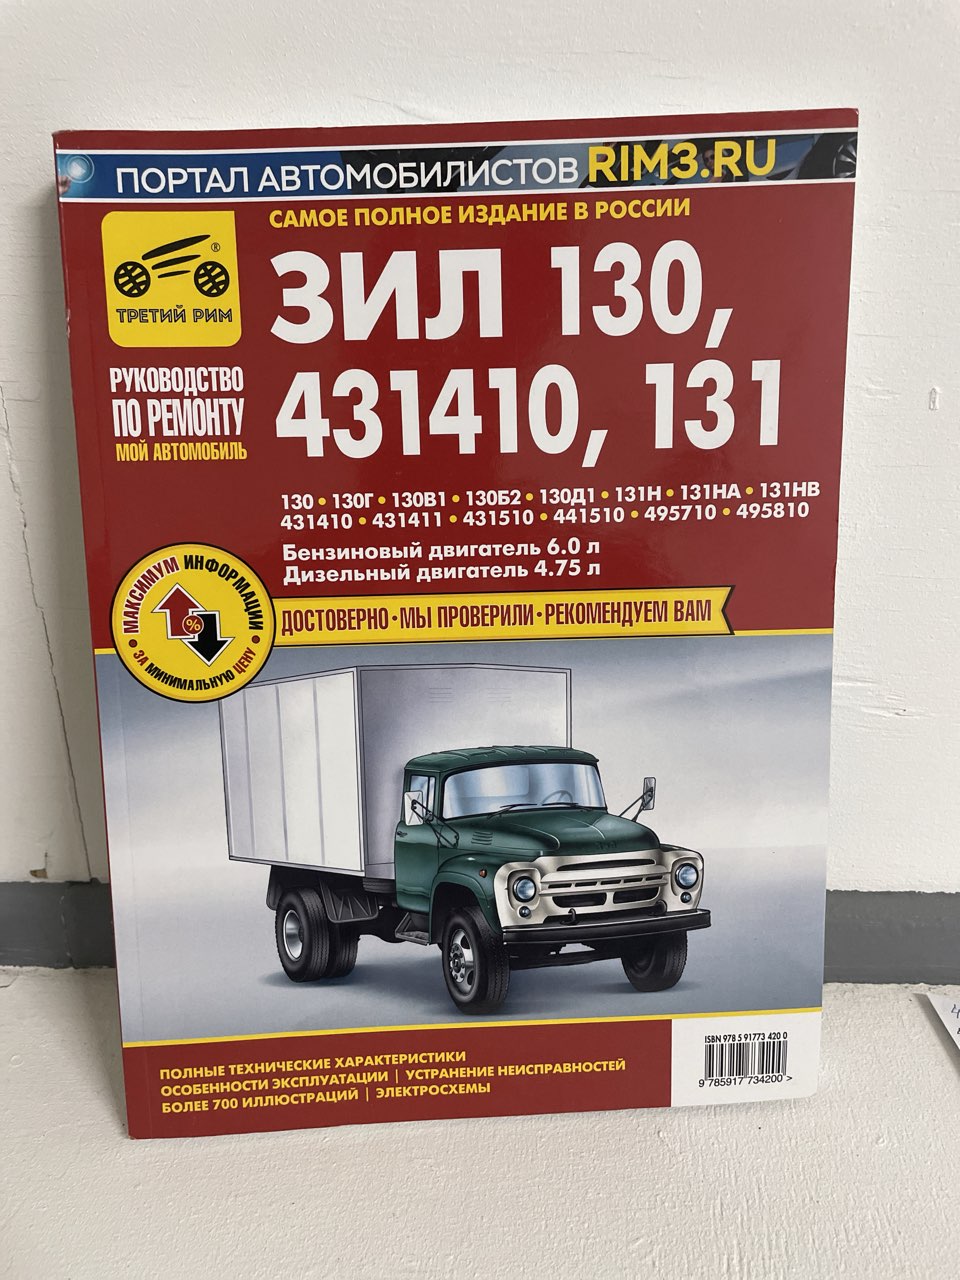 ПОРТАЛ АВТОМОБИЛИСТОВ RIM3.RU
САМОЕ ПОЛНОЕ ИЗДАНИЕ В РОССИИ
®
ТРЕТИЙ РИМ
ЗИЛ 130,
431410, 131
РУКОВОДСТВО
ПО РЕМОНТУ
МОЙ АВТОМОБИЛЬ
130 • 130Г • 130В1 • 130Б2 • 130Д1 • 131Н • 131НА • 131НВ
431410 • 431411 • 431510 • 441510 • 495710 • 495810
Бензиновый двигатель 6.0 л
Дизельный двигатель 4.75 л
МАКСИМУМ ИНФОРМАЦИИ
%
ЗА МИНИМАЛЬНУЮ ЦЕНУ
ДОСТОВЕРНО • МЫ ПРОВЕРИЛИ • РЕКОМЕНДУЕМ ВАМ
ПОЛНЫЕ ТЕХНИЧЕСКИЕ ХАРАКТЕРИСТИКИ
ОСОБЕННОСТИ ЭКСПЛУАТАЦИИ | УСТРАНЕНИЕ НЕИСПРАВНОСТЕЙ
БОЛЕЕ 700 ИЛЛЮСТРАЦИЙ | ЭЛЕКТРОСХЕМЫ
ISBN 978 5 91773 420 0
9 785917 734200 >